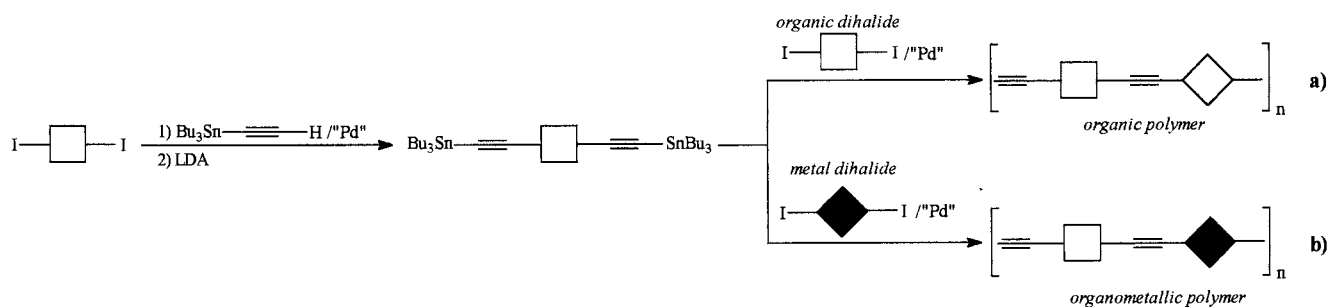 organic dihalide
I I /"Pd"
n
a)
organic polymer
I I
1) Bu₃Sn H /"Pd"
2) LDA
Bu₃Sn SnBu₃
metal dihalide
I I /"Pd"
n
b)
organometallic polymer